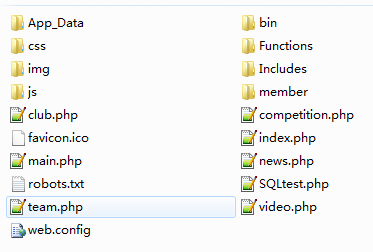 App_Data bin
css Functions
img Includes
js member
club.php competition.php
favicon.ico index.php
main.php news.php
robots.txt SQLtest.php
team.php video.php
web.config